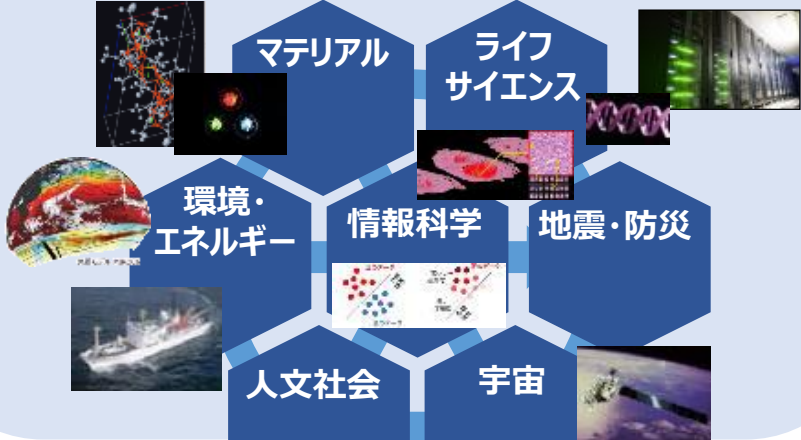 マテリアル
ライフ
サイエンス
環境・
エネルギー
情報科学
地震・防災
人文社会
宇宙